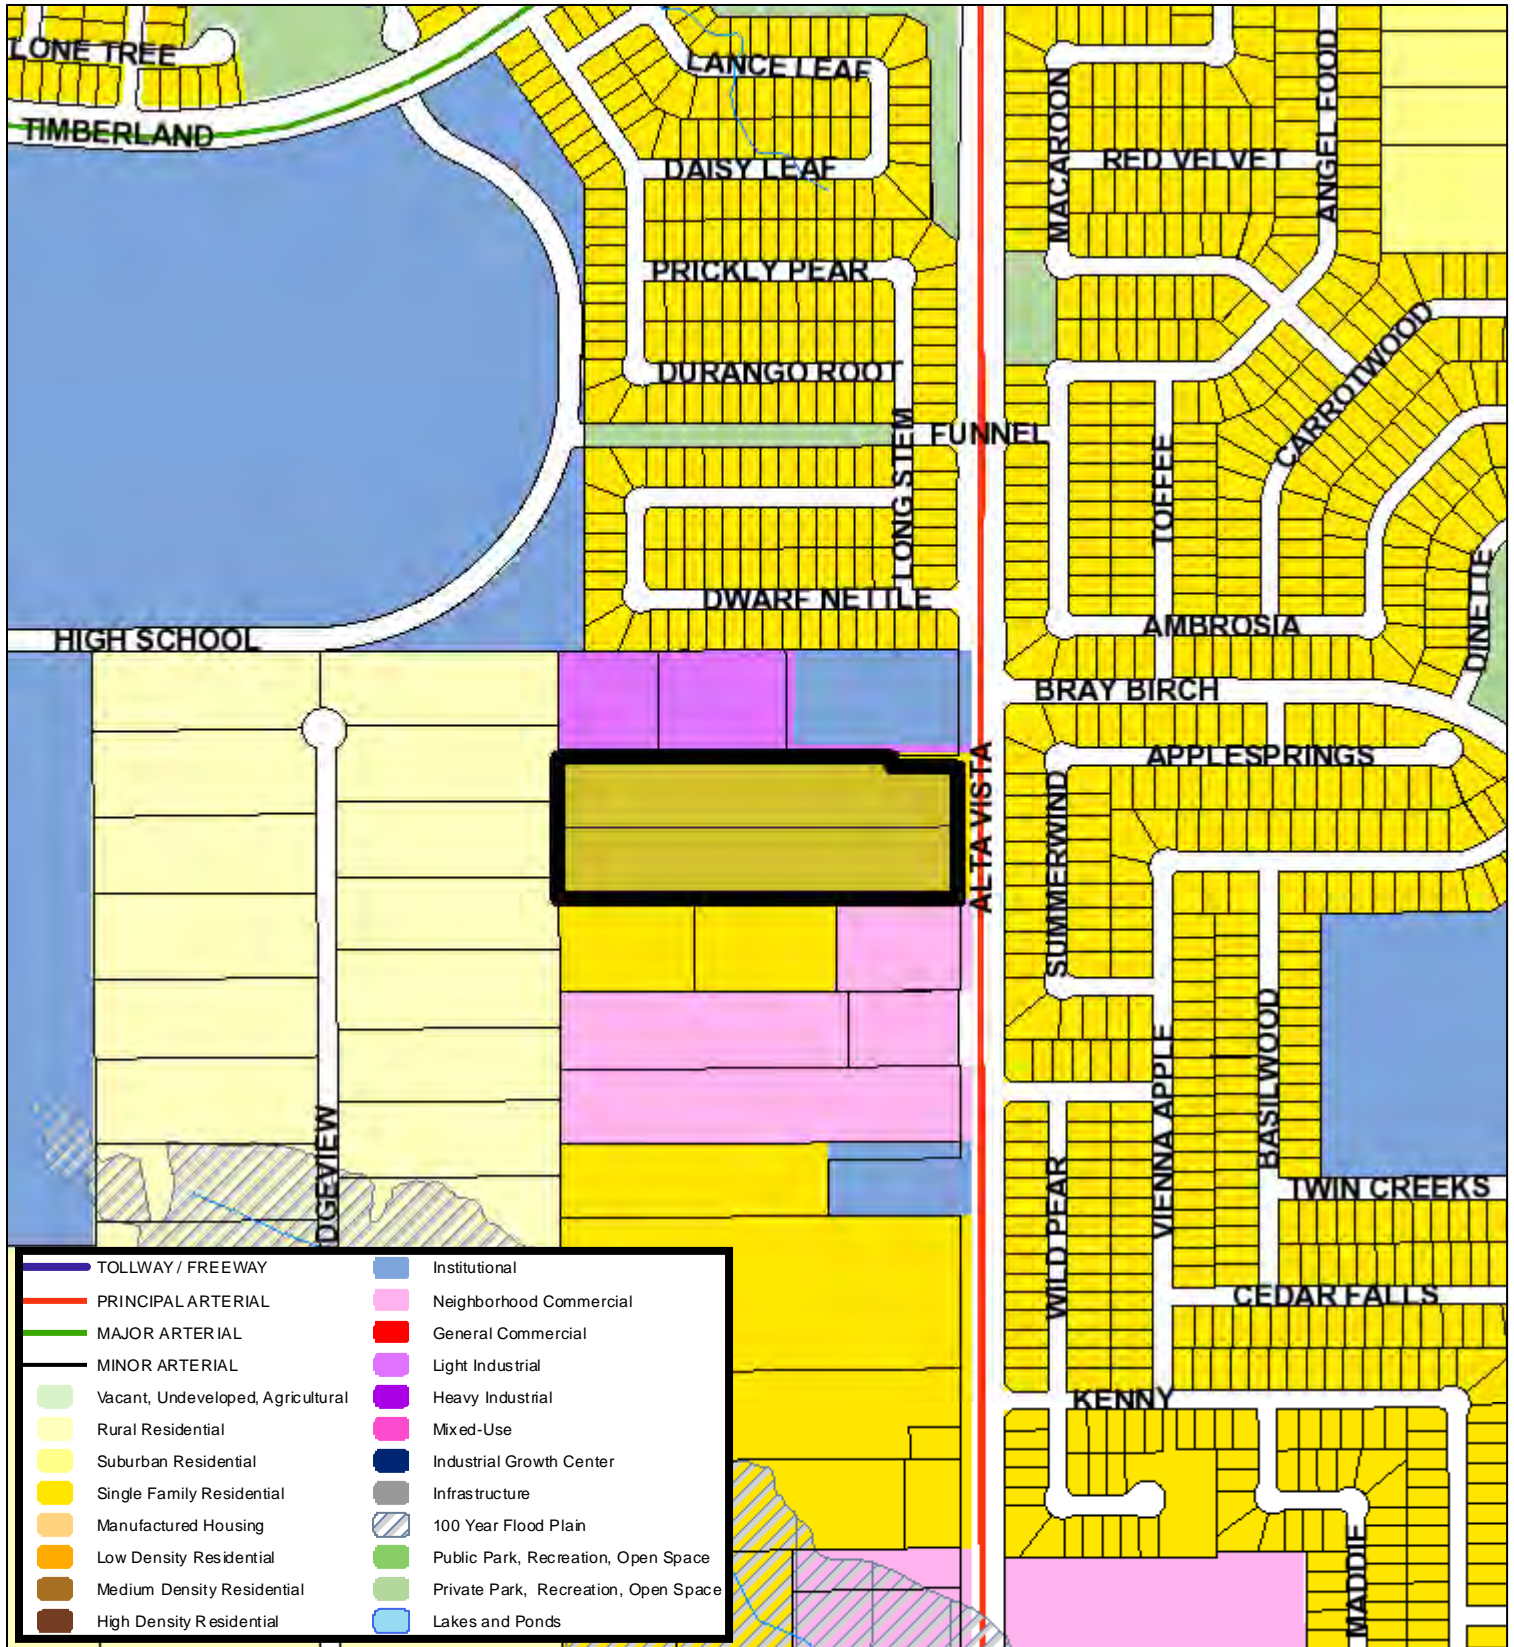 LONE TREE
TIMBERLAND
LANCE LEAF
DAISY LEAF
PRICKLY PEAR
DURANGO ROOT
LONG STEM
FUNNEL
DWARF NETTLE
HIGH SCHOOL
MACAROON
RED VELVET
ANGEL FOOD
CARROTWOOD
TOFFEE
AMBROSIA
DINETTE
BRAY BIRCH
APPLESPRINGS
ALTA VISTA
SUMMERWIND
VIENNA APPLE
BASILWOOD
WILD PEAR
TWIN CREEKS
CEDAR FALLS
KENNY
MADDIE
DGEVIEW
TOLLWAY / FREEWAY
PRINCIPAL ARTERIAL
MAJOR ARTERIAL
MINOR ARTERIAL
Vacant, Undeveloped, Agricultural
Rural Residential
Suburban Residential
Single Family Residential
Manufactured Housing
Low Density Residential
Medium Density Residential
High Density Residential
Institutional
Neighborhood Commercial
General Commercial
Light Industrial
Heavy Industrial
Mixed-Use
Industrial Growth Center
Infrastructure
100 Year Flood Plain
Public Park, Recreation, Open Space
Private Park, Recreation, Open Space
Lakes and Ponds